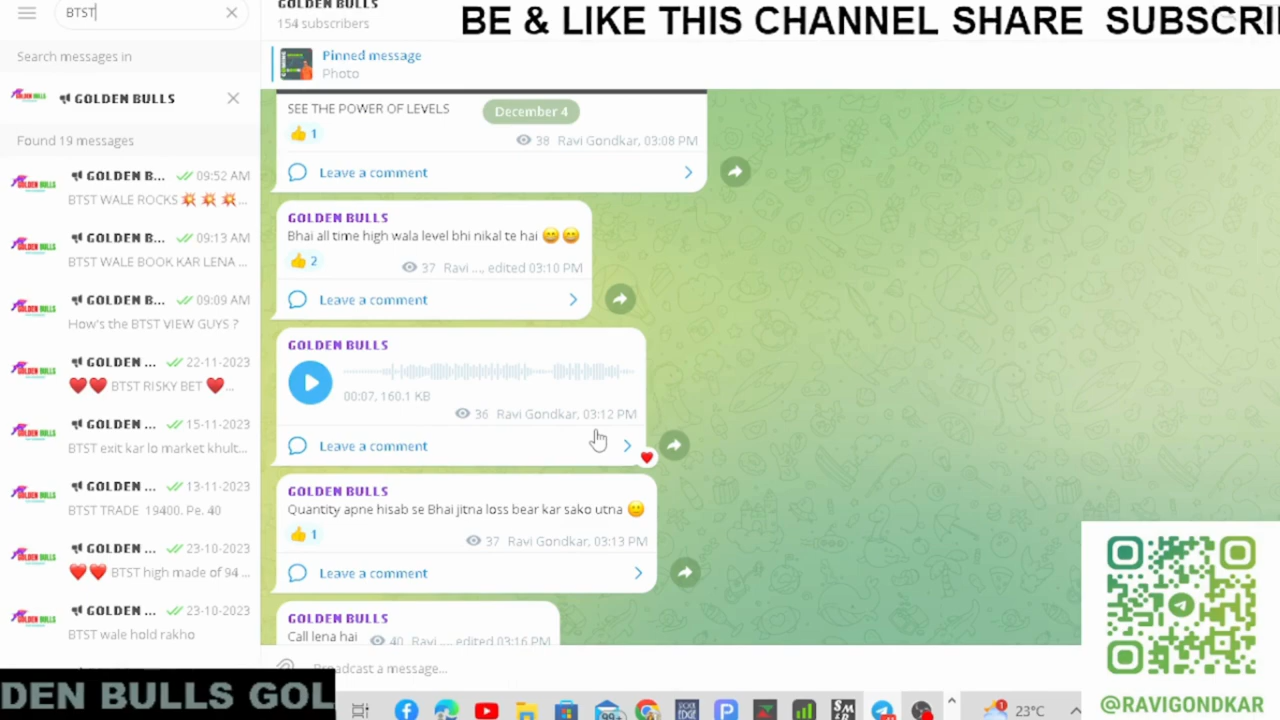 BTST
GOLDEN BULLS
154 subscribers
BE & LIKE THIS CHANNEL SHARE SUBSCRI
Search messages in
GOLDEN BULLS
Found 19 messages
GOLDEN B... 09:52 AM
BTST WALE ROCKS 💥 💥 💥...
GOLDEN B... 09:13 AM
BTST WALE BOOK KAR LENA ...
GOLDEN B... 09:09 AM
How's the BTST VIEW GUYS ?
GOLDEN ... 22-11-2023
❤️❤️ BTST RISKY BET ❤️...
GOLDEN ... 15-11-2023
BTST exit kar lo market khult...
GOLDEN ... 13-11-2023
BTST TRADE 19400. Pe. 40
GOLDEN ... 23-10-2023
❤️❤️ BTST high made of 94 ...
GOLDEN ... 23-10-2023
BTST wale hold rakho
Pinned message
Photo
December 4
SEE THE POWER OF LEVELS
👍 1
38 Ravi Gondkar, 03:08 PM
Leave a comment
GOLDEN BULLS
Bhai all time high wala level bhi nikal te hai 😄😄
👍 2
37 Ravi ..., edited 03:10 PM
Leave a comment
GOLDEN BULLS
00:07, 160.1 KB
36 Ravi Gondkar, 03:12 PM
Leave a comment
GOLDEN BULLS
Quantity apne hisab se Bhai jitna loss bear kar sako utna 🙂
👍 1
37 Ravi Gondkar, 03:13 PM
Leave a comment
GOLDEN BULLS
Call lena hai
40 Ravi ..., edited 03:16 PM
Broadcast a message...
DEN BULLS GOL
99+
23°C
@RAVIGONDKAR